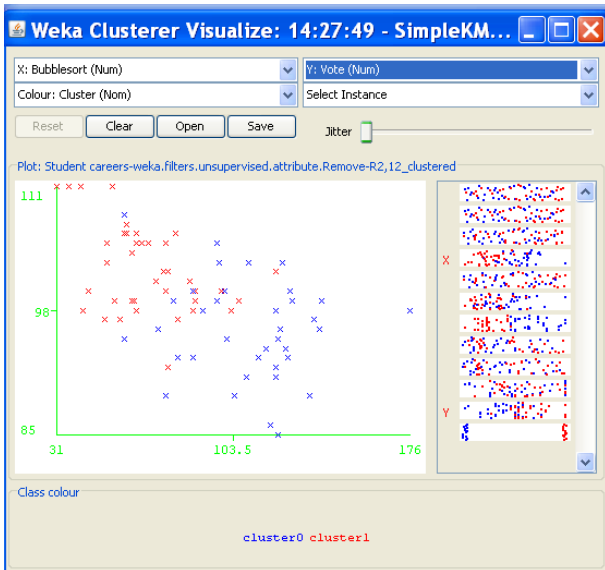 Weka Clusterer Visualize: 14:27:49 - SimpleKM...
X: Bubblesort (Num) Y: Vote (Num)
Colour: Cluster (Nom) Select Instance
Reset Clear Open Save Jitter
Plot: Student careers-weka.filters.unsupervised.attribute.Remove-R2,12_clustered
111
X
98
Y
85
31 103.5 176
Class colour
cluster0 cluster1